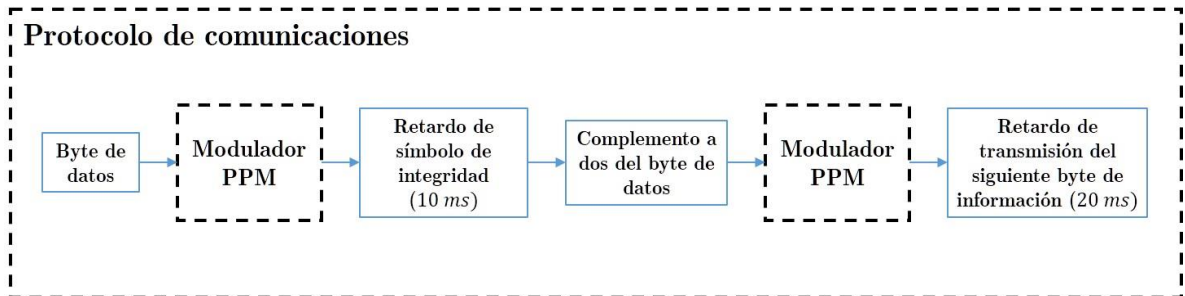 Protocolo de comunicaciones
Byte de
datos
Modulador
PPM
Retardo de
símbolo de
integridad
(10 ms)
Complemento a
dos del byte de
datos
Modulador
PPM
Retardo de
transmisión del
siguiente byte de
información (20 ms)